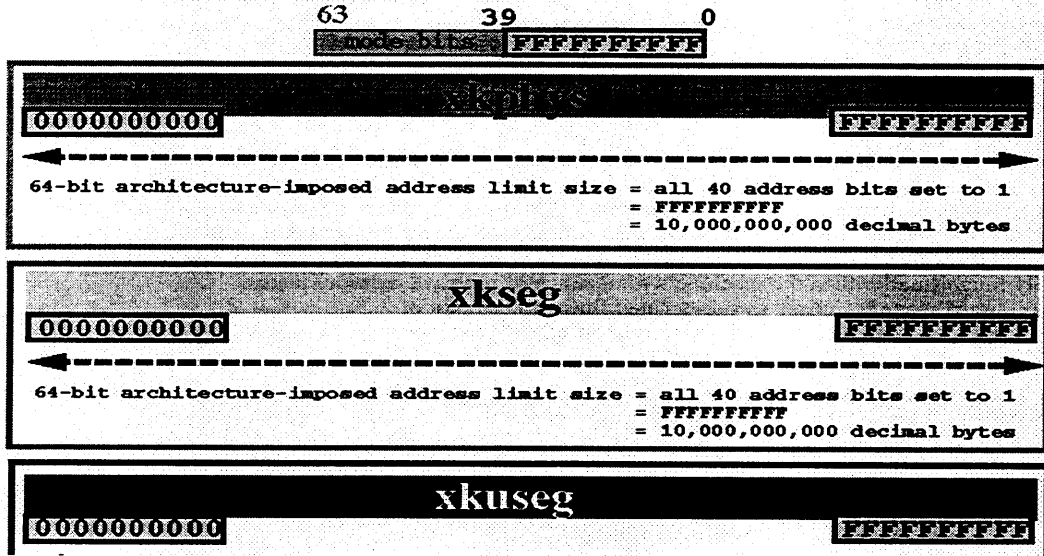 63 39 0
mode bits FFFFFFFFFF
xkphys
0000000000 FFFFFFFFFF
64-bit architecture-imposed address limit size = all 40 address bits set to 1
= FFFFFFFFFF
= 10,000,000,000 decimal bytes
xkseg
0000000000 FFFFFFFFFF
64-bit architecture-imposed address limit size = all 40 address bits set to 1
= FFFFFFFFFF
= 10,000,000,000 decimal bytes
xkuseg
0000000000 FFFFFFFFFF